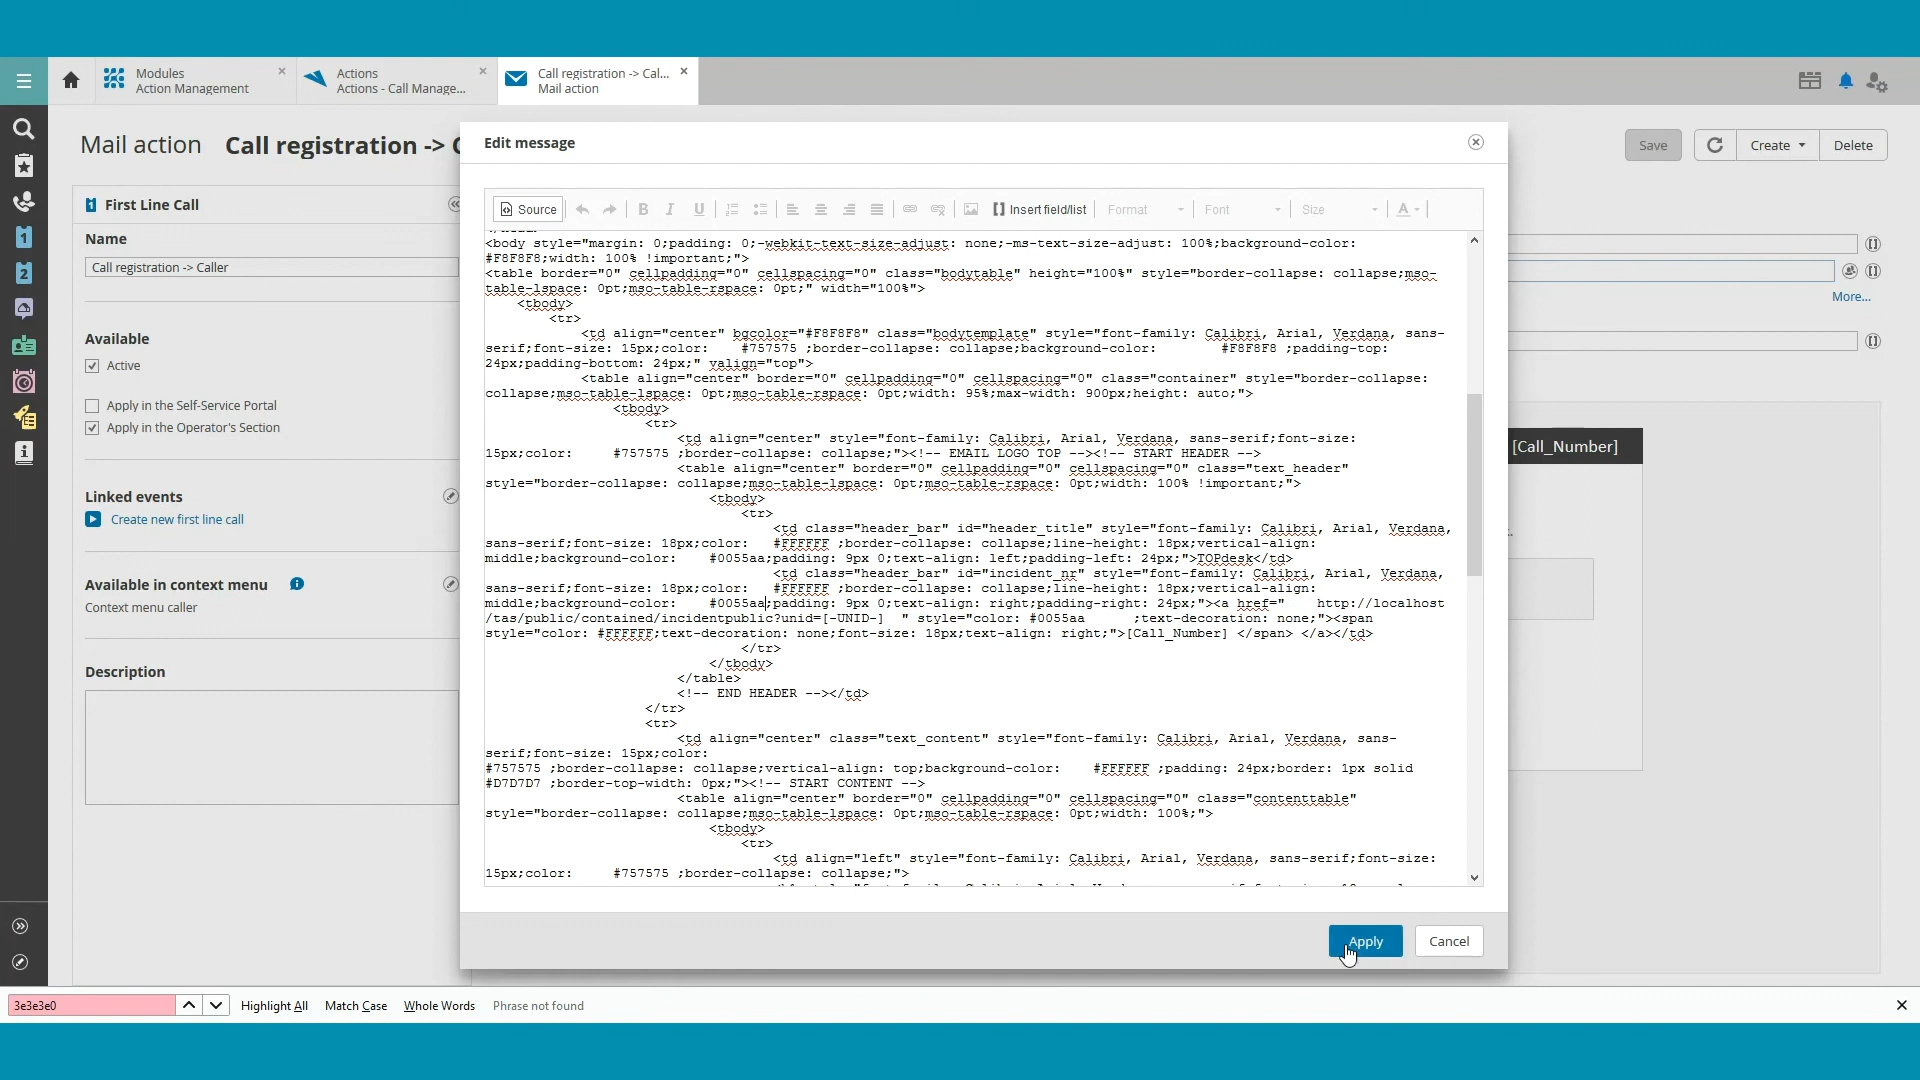 Modules
Action Management
Actions
Actions - Call Manage...
Call registration -> Cal...
Mail action
Mail action Call registration -> C
Save
Create
Delete
First Line Call
Name
Call registration -> Caller
Available
Active
Apply in the Self-Service Portal
Apply in the Operator's Section
Linked events
Create new first line call
Available in context menu
Context menu caller
Description
1
2
More...
[Call_Number]
Edit message
Source
B I U
Insert field/list
Format
Font
Size
A
<body style="margin: 0;padding: 0;-webkit-text-size-adjust: none;-ms-text-size-adjust: 100%;background-color:
#F8F8F8;width: 100% !important;">
<table border="0" cellpadding="0" cellspacing="0" class="bodytable" height="100%" style="border-collapse: collapse;mso-
table-lspace: 0pt;mso-table-rspace: 0pt;" width="100%">
<tbody>
<tr>
<td align="center" bgcolor="#F8F8F8" class="bodytemplate" style="font-family: Calibri, Arial, Verdana, sans-
serif;font-size: 15px;color: #757575 ;border-collapse: collapse;background-color: #F8F8F8 ;padding-top:
24px;padding-bottom: 24px;" valign="top">
<table align="center" border="0" cellpadding="0" cellspacing="0" class="container" style="border-collapse:
collapse;mso-table-lspace: 0pt;mso-table-rspace: 0pt;width: 95%;max-width: 900px;height: auto;">
<tbody>
<tr>
<td align="center" style="font-family: Calibri, Arial, Verdana, sans-serif;font-size:
15px;color: #757575 ;border-collapse: collapse;"><!-- EMAIL LOGO TOP --><!-- START HEADER -->
<table align="center" border="0" cellpadding="0" cellspacing="0" class="text_header"
style="border-collapse: collapse;mso-table-lspace: 0pt;mso-table-rspace: 0pt;width: 100% !important;">
<tbody>
<tr>
<td class="header_bar" id="header_title" style="font-family: Calibri, Arial, Verdana,
sans-serif;font-size: 18px;color: #FFFFFF ;border-collapse: collapse;line-height: 18px;vertical-align:
middle;background-color: #0055aa;padding: 9px 0;text-align: left;padding-left: 24px;">TOPdesk</td>
<td class="header_bar" id="incident_nr" style="font-family: Calibri, Arial, Verdana,
sans-serif;font-size: 18px;color: #FFFFFF ;border-collapse: collapse;line-height: 18px;vertical-align:
middle;background-color: #0055aa;padding: 9px 0;text-align: right;padding-right: 24px;"><a href=" http://localhost
/tas/public/contained/incidentpublic?unid=[-UNID-] " style="color: #0055aa ;text-decoration: none;"><span
style="color: #FFFFFF;text-decoration: none;font-size: 18px;text-align: right;">[Call_Number] </span> </a></td>
</tr>
</tbody>
</table>
<!-- END HEADER --></td>
</tr>
<tr>
<td align="center" class="text_content" style="font-family: Calibri, Arial, Verdana, sans-
serif;font-size: 15px;color:
#757575 ;border-collapse: collapse;vertical-align: top;background-color: #FFFFFF ;padding: 24px;border: 1px solid
#D7D7D7 ;border-top-width: 0px;"><!-- START CONTENT -->
<table align="center" border="0" cellpadding="0" cellspacing="0" class="contenttable"
style="border-collapse: collapse;mso-table-lspace: 0pt;mso-table-rspace: 0pt;width: 100%;">
<tbody>
<tr>
<td align="left" style="font-family: Calibri, Arial, Verdana, sans-serif;font-size:
15px;color: #757575 ;border-collapse: collapse;">
Apply
Cancel
3e3e3e0
Highlight All
Match Case
Whole Words
Phrase not found